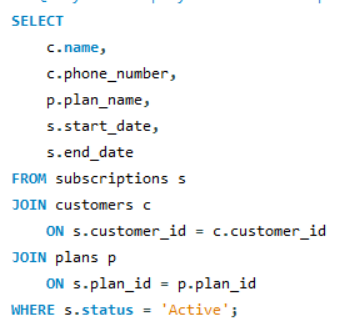 SELECT
    c.name,
    c.phone_number,
    p.plan_name,
    s.start_date,
    s.end_date
FROM subscriptions s
JOIN customers c
    ON s.customer_id = c.customer_id
JOIN plans p
    ON s.plan_id = p.plan_id
WHERE s.status = 'Active';